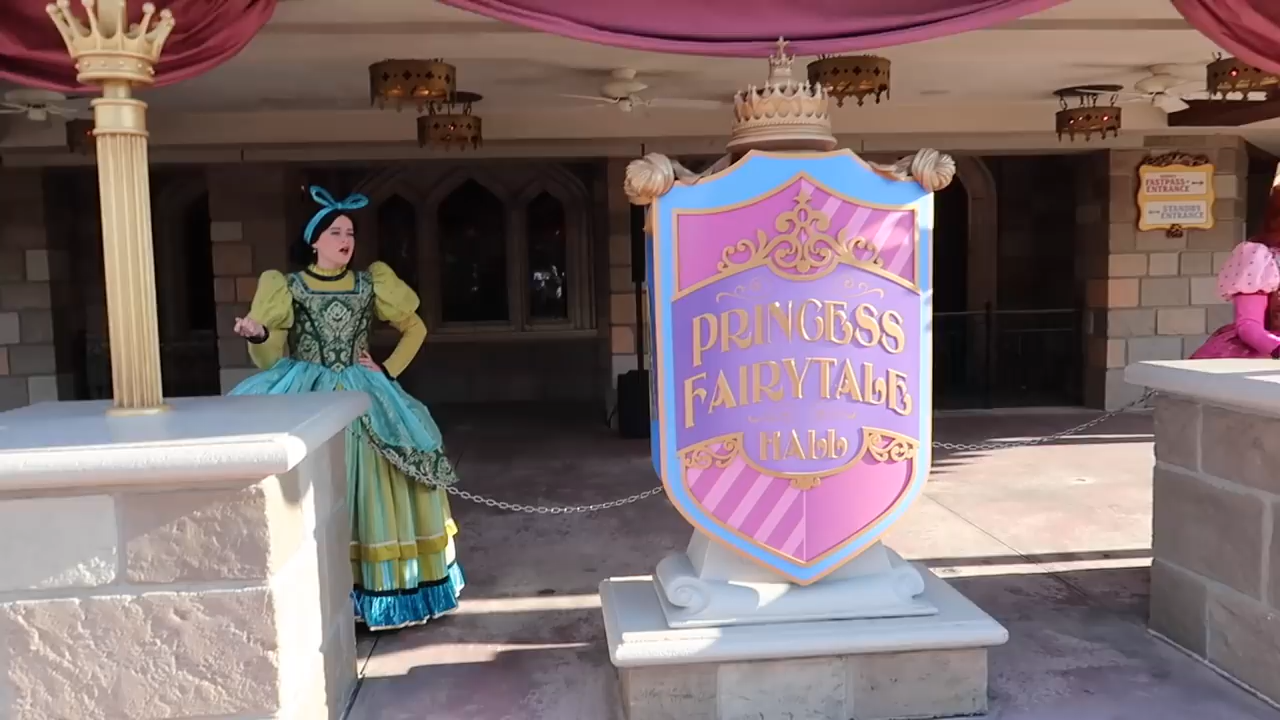 PRINCESS
FAIRYTALE
HALL
FASTPASS+
ENTRANCE
STANDBY
ENTRANCE